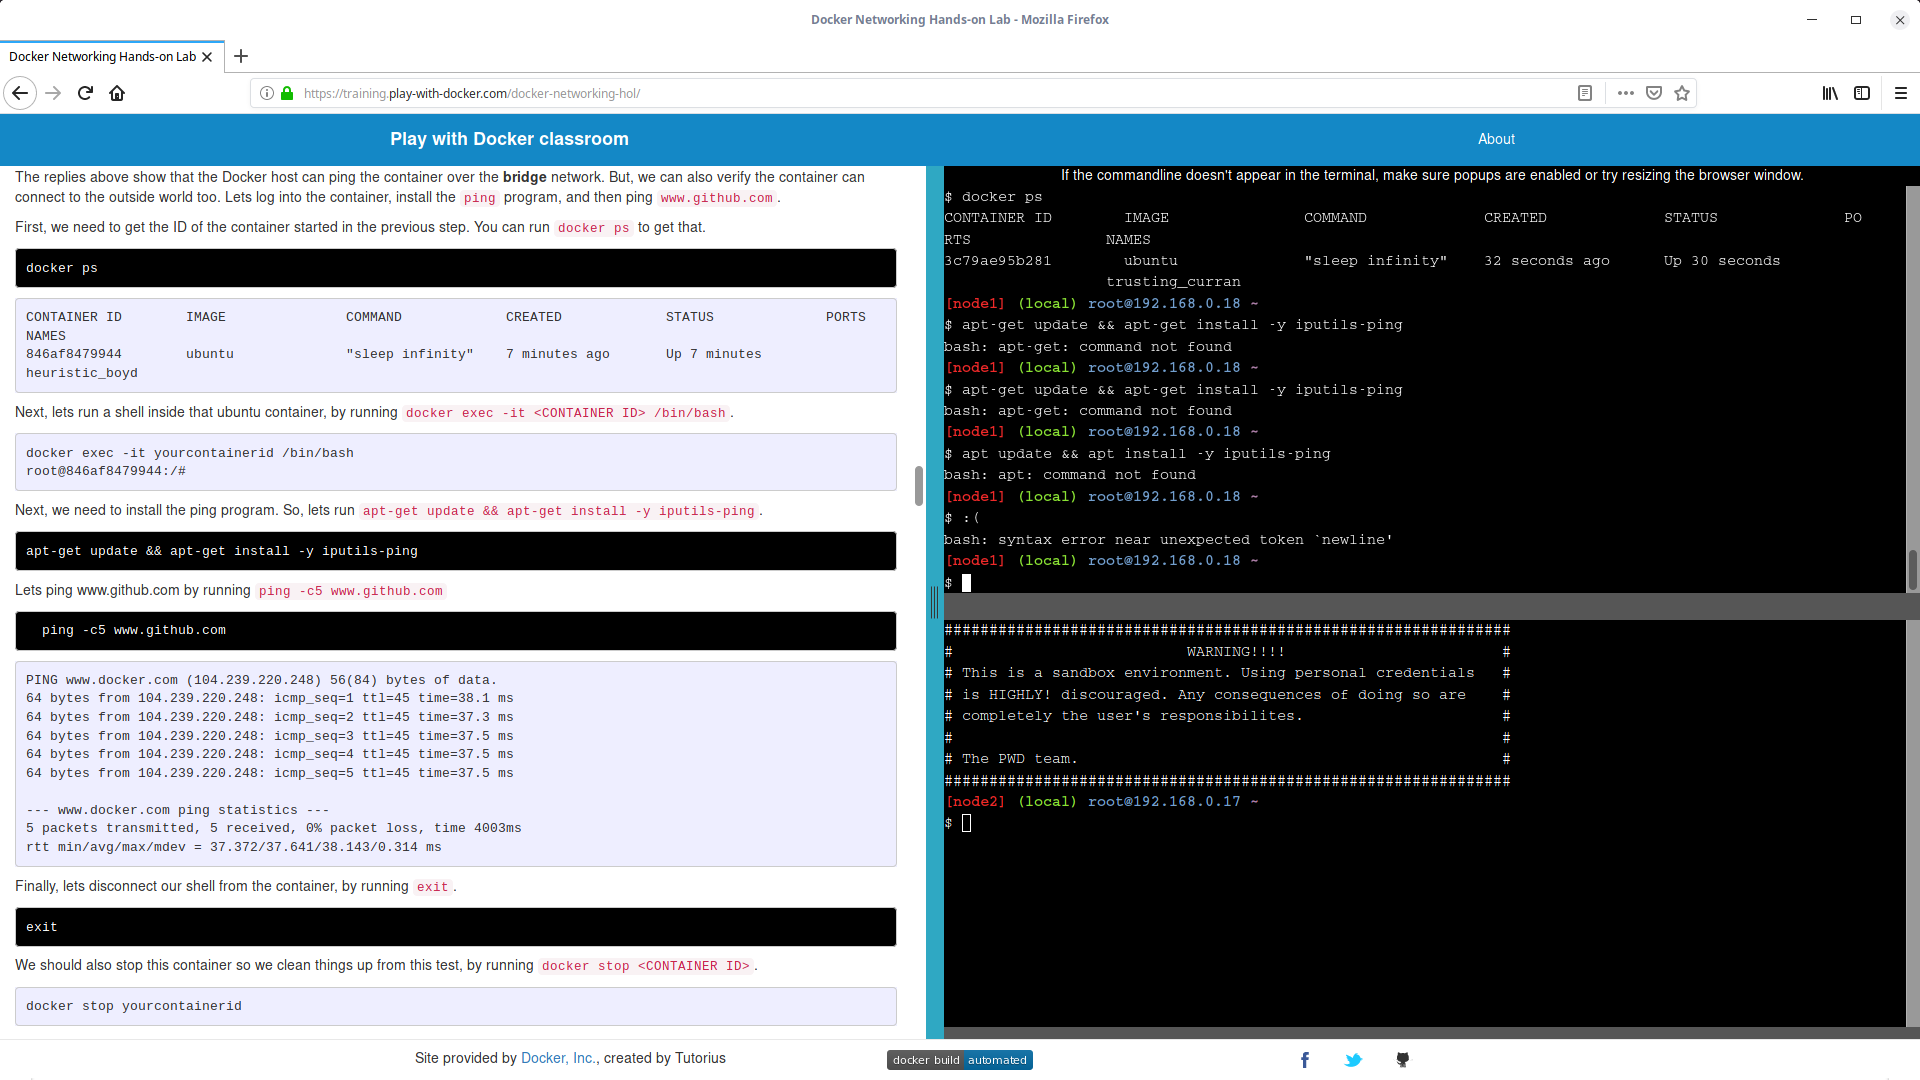 Docker Networking Hands-on Lab - Mozilla Firefox
Docker Networking Hands-on Lab
https://training.play-with-docker.com/docker-networking-hol/
Play with Docker classroom
About
The replies above show that the Docker host can ping the container over the bridge network. But, we can also verify the container can
connect to the outside world too. Lets log into the container, install the ping program, and then ping www.github.com.
First, we need to get the ID of the container started in the previous step. You can run docker ps to get that.
docker ps
CONTAINER ID IMAGE COMMAND CREATED STATUS PORTS
NAMES
846af8479944 ubuntu "sleep infinity" 7 minutes ago Up 7 minutes
heuristic_boyd
Next, lets run a shell inside that ubuntu container, by running docker exec -it <CONTAINER ID> /bin/bash.
docker exec -it yourcontainerid /bin/bash
root@846af8479944:/#
Next, we need to install the ping program. So, lets run apt-get update && apt-get install -y iputils-ping.
apt-get update && apt-get install -y iputils-ping
Lets ping www.github.com by running ping -c5 www.github.com
ping -c5 www.github.com
PING www.docker.com (104.239.220.248) 56(84) bytes of data.
64 bytes from 104.239.220.248: icmp_seq=1 ttl=45 time=38.1 ms
64 bytes from 104.239.220.248: icmp_seq=2 ttl=45 time=37.3 ms
64 bytes from 104.239.220.248: icmp_seq=3 ttl=45 time=37.5 ms
64 bytes from 104.239.220.248: icmp_seq=4 ttl=45 time=37.5 ms
64 bytes from 104.239.220.248: icmp_seq=5 ttl=45 time=37.5 ms
--- www.docker.com ping statistics ---
5 packets transmitted, 5 received, 0% packet loss, time 4003ms
rtt min/avg/max/mdev = 37.372/37.641/38.143/0.314 ms
Finally, lets disconnect our shell from the container, by running exit.
exit
We should also stop this container so we clean things up from this test, by running docker stop <CONTAINER ID>.
docker stop yourcontainerid
If the commandline doesn't appear in the terminal, make sure popups are enabled or try resizing the browser window.
$ docker ps
CONTAINER ID IMAGE COMMAND CREATED STATUS PO
RTS NAMES
3c79ae95b281 ubuntu "sleep infinity" 32 seconds ago Up 30 seconds
trusting_curran
[node1] (local) root@192.168.0.18 ~
$ apt-get update && apt-get install -y iputils-ping
bash: apt-get: command not found
[node1] (local) root@192.168.0.18 ~
$ apt-get update && apt-get install -y iputils-ping
bash: apt-get: command not found
[node1] (local) root@192.168.0.18 ~
$ apt update && apt install -y iputils-ping
bash: apt: command not found
[node1] (local) root@192.168.0.18 ~
$ :(
bash: syntax error near unexpected token `newline'
[node1] (local) root@192.168.0.18 ~
$
###############################################################
# WARNING!!!! #
# This is a sandbox environment. Using personal credentials #
# is HIGHLY! discouraged. Any consequences of doing so are #
# completely the user's responsibilites. #
# #
# The PWD team. #
###############################################################
[node2] (local) root@192.168.0.17 ~
$
Site provided by Docker, Inc., created by Tutorius
docker build automated